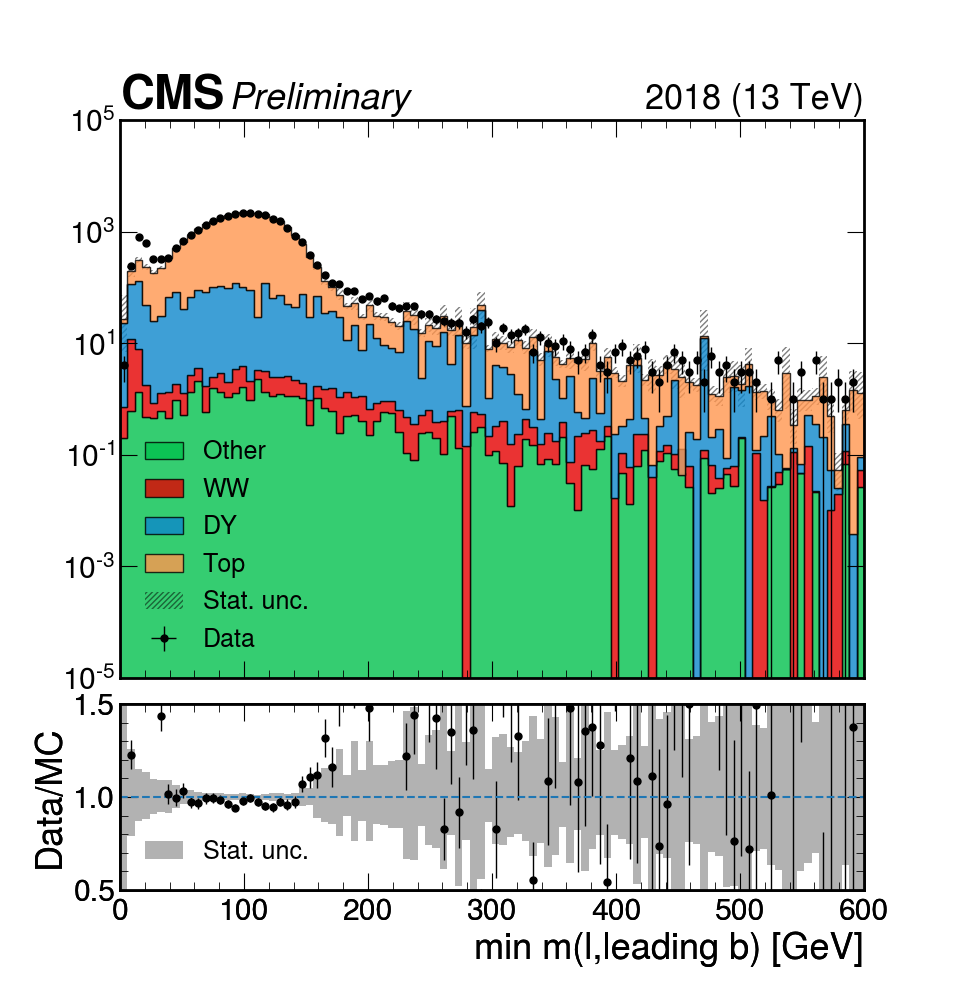 CMS Preliminary 2018 (13 TeV)
10^5
10^3
10^1
10^-1
10^-3
10^-5
Other
WW
DY
Top
Stat. unc.
Data
1.5
1.0
0.5
Data/MC
Stat. unc.
0 100 200 300 400 500 600
min m(l,leading b) [GeV]